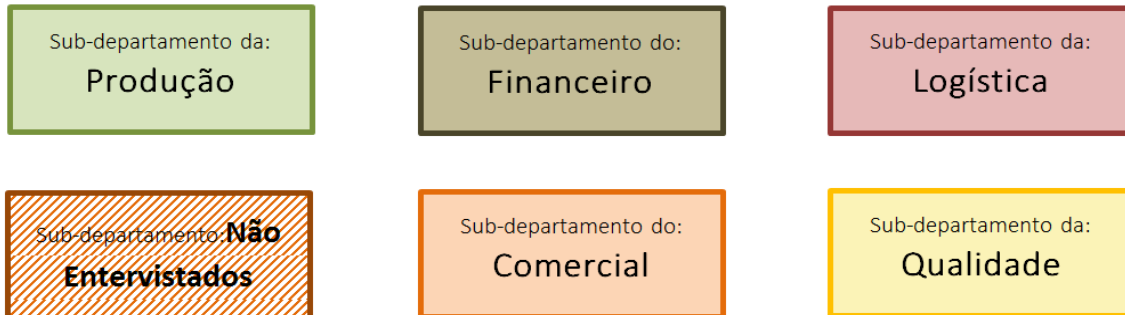 Sub-departamento da:
Produção
Sub-departamento do:
Financeiro
Sub-departamento da:
Logística
Sub-departamento:Não
Entervistados
Sub-departamento do:
Comercial
Sub-departamento da:
Qualidade